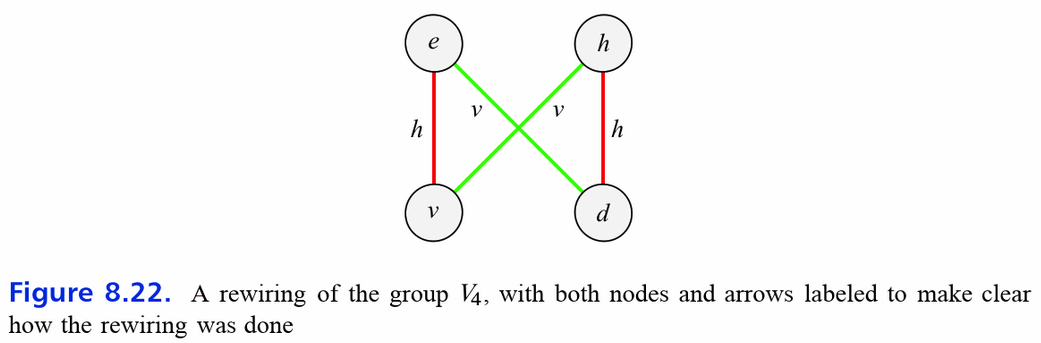 e
h
v
v
h
h
v
d
Figure 8.22. A rewiring of the group V4, with both nodes and arrows labeled to make clear
how the rewiring was done